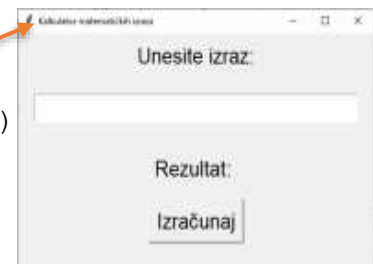 Kalkulator matematičkih izraza
Unesite izraz:
)
Rezultat:
Izračunaj